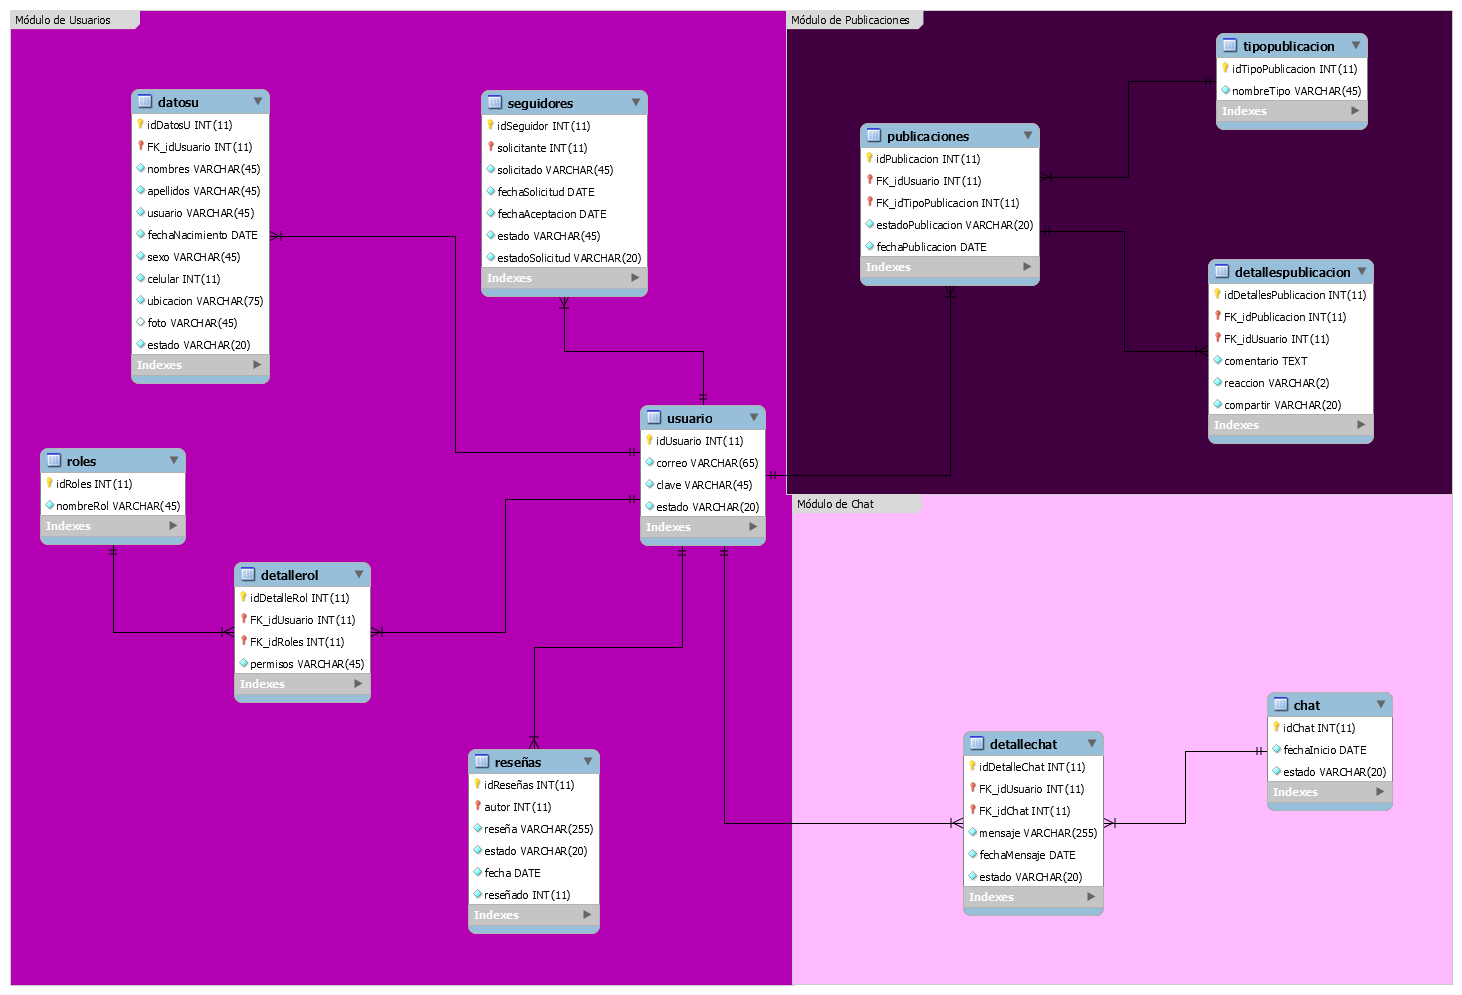 Módulo de Usuarios
datosu
idDatosU INT(11)
FK_idUsuario INT(11)
nombres VARCHAR(45)
apellidos VARCHAR(45)
usuario VARCHAR(45)
fechaNacimiento DATE
sexo VARCHAR(45)
celular INT(11)
ubicacion VARCHAR(75)
foto VARCHAR(45)
estado VARCHAR(20)
Indexes
seguidores
idSeguidor INT(11)
solicitante INT(11)
solicitado VARCHAR(45)
fechaSolicitud DATE
fechaAceptacion DATE
estado VARCHAR(45)
estadoSolicitud VARCHAR(20)
Indexes
usuario
idUsuario INT(11)
correo VARCHAR(65)
clave VARCHAR(45)
estado VARCHAR(20)
Indexes
roles
idRoles INT(11)
nombreRol VARCHAR(45)
Indexes
detallerol
idDetalleRol INT(11)
FK_idUsuario INT(11)
FK_idRoles INT(11)
permisos VARCHAR(45)
Indexes
reseñas
idReseñas INT(11)
autor INT(11)
reseña VARCHAR(255)
estado VARCHAR(20)
fecha DATE
reseñado INT(11)
Indexes
Módulo de Publicaciones
publicaciones
idPublicacion INT(11)
FK_idUsuario INT(11)
FK_idTipoPublicacion INT(11)
estadoPublicacion VARCHAR(20)
fechaPublicacion DATE
Indexes
tipopublicacion
idTipoPublicacion INT(11)
nombreTipo VARCHAR(45)
Indexes
detallespublicacion
idDetallesPublicacion INT(11)
FK_idPublicacion INT(11)
FK_idUsuario INT(11)
comentario TEXT
reaccion VARCHAR(2)
compartir VARCHAR(20)
Indexes
Módulo de Chat
detallechat
idDetalleChat INT(11)
FK_idUsuario INT(11)
FK_idChat INT(11)
mensaje VARCHAR(255)
fechaMensaje DATE
estado VARCHAR(20)
Indexes
chat
idChat INT(11)
fechaInicio DATE
estado VARCHAR(20)
Indexes